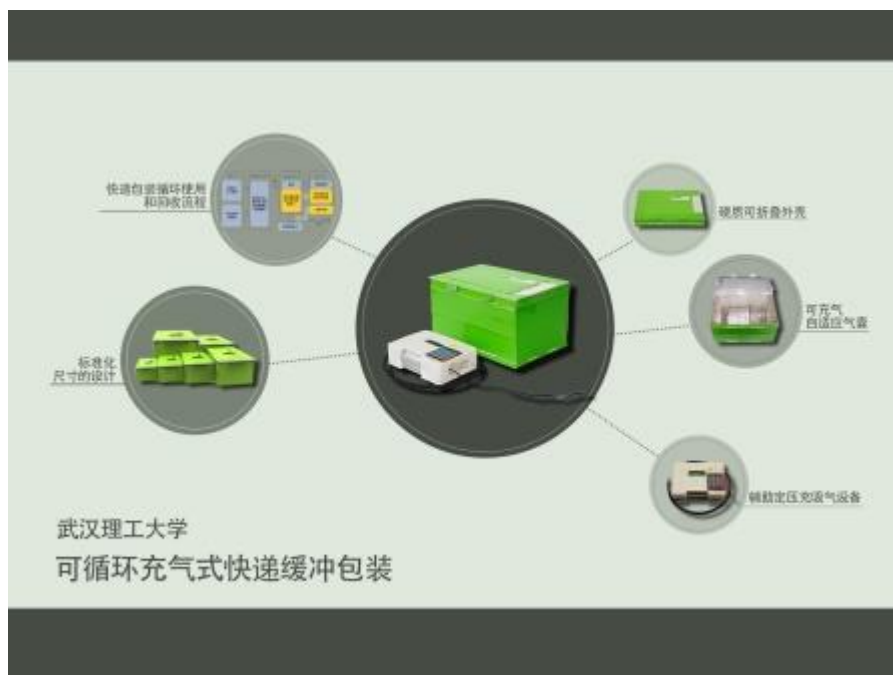 快递包装循环使用
和回收流程
硬质可折叠外壳
可充气
自适应气囊
标准化
尺寸的设计
辅助定压充吸气设备
武汉理工大学
可循环充气式快递缓冲包装